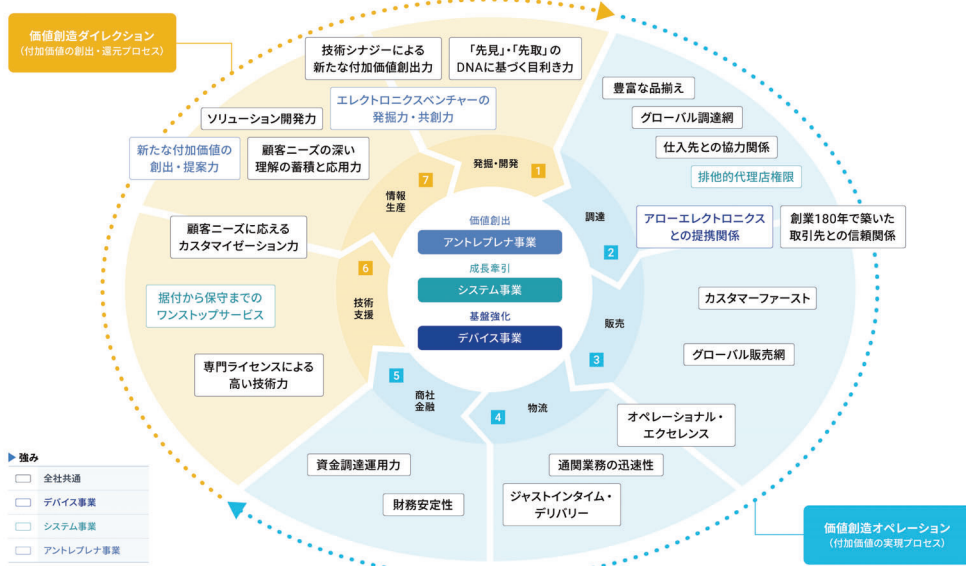 価値創造ダイレクション
(付加価値の創出・還元プロセス)
技術シナジーによる
新たな付加価値創出力
「先見」・「先取」の
DNAに基づく目利き力
エレクトロニクスベンチャーの
発掘力・共創力
ソリューション開発力
新たな付加価値の
創出・提案力
顧客ニーズの深い
理解の蓄積と応用力
豊富な品揃え
グローバル調達網
仕入先との協力関係
排他的代理店権限
アローエレクトロニクス
との提携関係
創業180年で築いた
取引先との信頼関係
発掘・開発
1
調達
2
販売
3
物流
4
商社
金融
5
技術
支援
6
情報
生産
7
価値創出
アントレプレナ事業
成長牽引
システム事業
基盤強化
デバイス事業
顧客ニーズに応える
カスタマイゼーション力
据付から保守までの
ワンストップサービス
専門ライセンスによる
高い技術力
カスタマーファースト
グローバル販売網
オペレーショナル・
エクセレンス
通関業務の迅速性
ジャストインタイム・
デリバリー
資金調達運用力
財務安定性
強み
全社共通
デバイス事業
システム事業
アントレプレナ事業
価値創造オペレーション
(付加価値の実現プロセス)